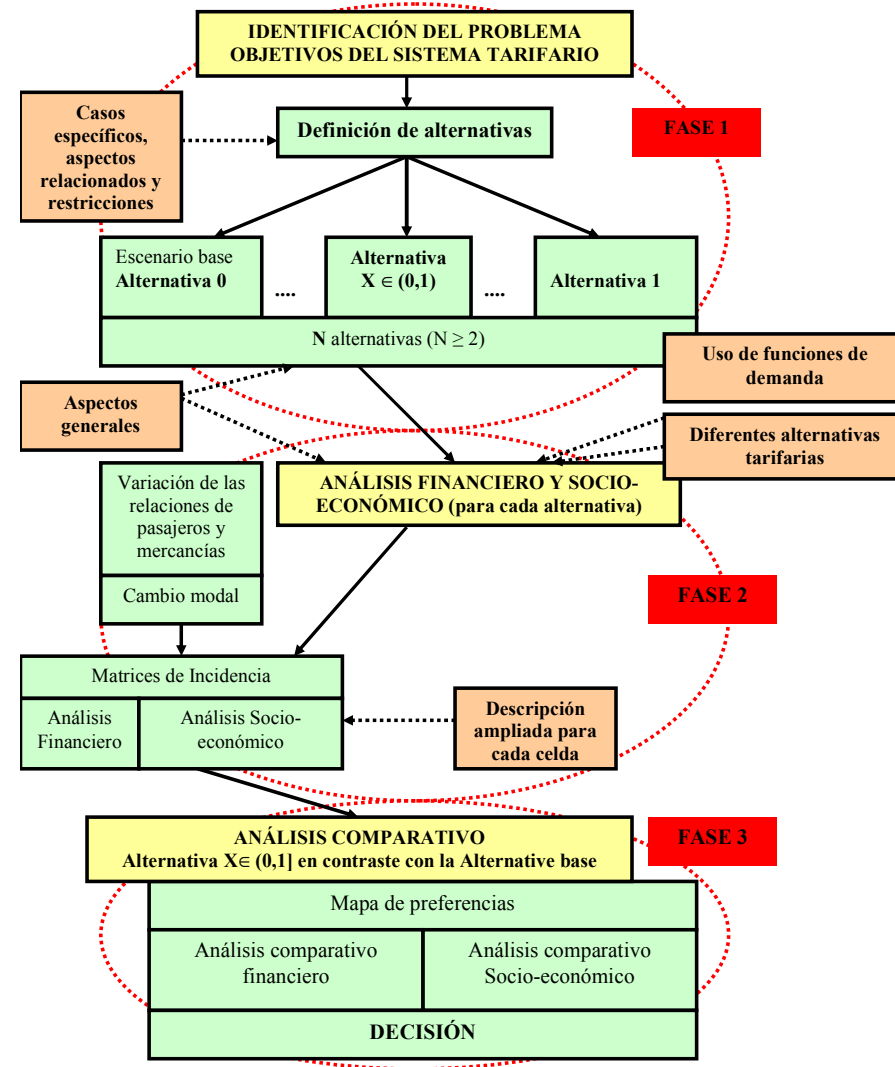 IDENTIFICACIÓN DEL PROBLEMA
OBJETIVOS DEL SISTEMA TARIFARIO
Casos
específicos,
aspectos
relacionados y
restricciones
Definición de alternativas
FASE 1
Escenario base
Alternativa 0
....
Alternativa
X ∈ (0,1)
....
Alternativa 1
N alternativas (N ≥ 2)
Uso de funciones de
demanda
Aspectos
generales
Diferentes alternativas
tarifarias
Variación de las
relaciones de
pasajeros y
mercancías
ANÁLISIS FINANCIERO Y SOCIO-
ECONÓMICO (para cada alternativa)
Cambio modal
FASE 2
Matrices de Incidencia
Análisis
Financiero
Análisis Socio-
económico
Descripción
ampliada para
cada celda
ANÁLISIS COMPARATIVO
Alternativa X∈ (0,1] en contraste con la Alternative base
FASE 3
Mapa de preferencias
Análisis comparativo
financiero
Análisis comparativo
Socio-económico
DECISIÓN